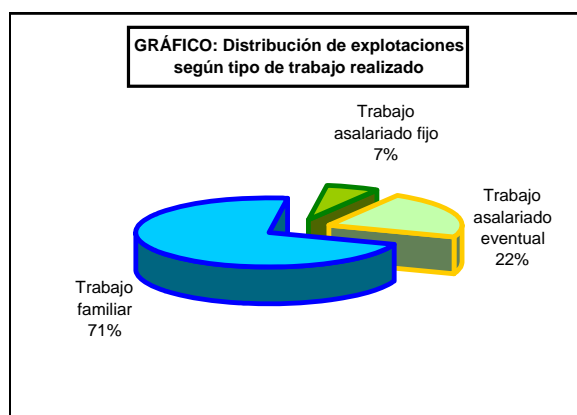 GRÁFICO: Distribución de explotaciones
según tipo de trabajo realizado
Trabajo
asalariado fijo
7%
Trabajo
asalariado
eventual
22%
Trabajo
familiar
71%